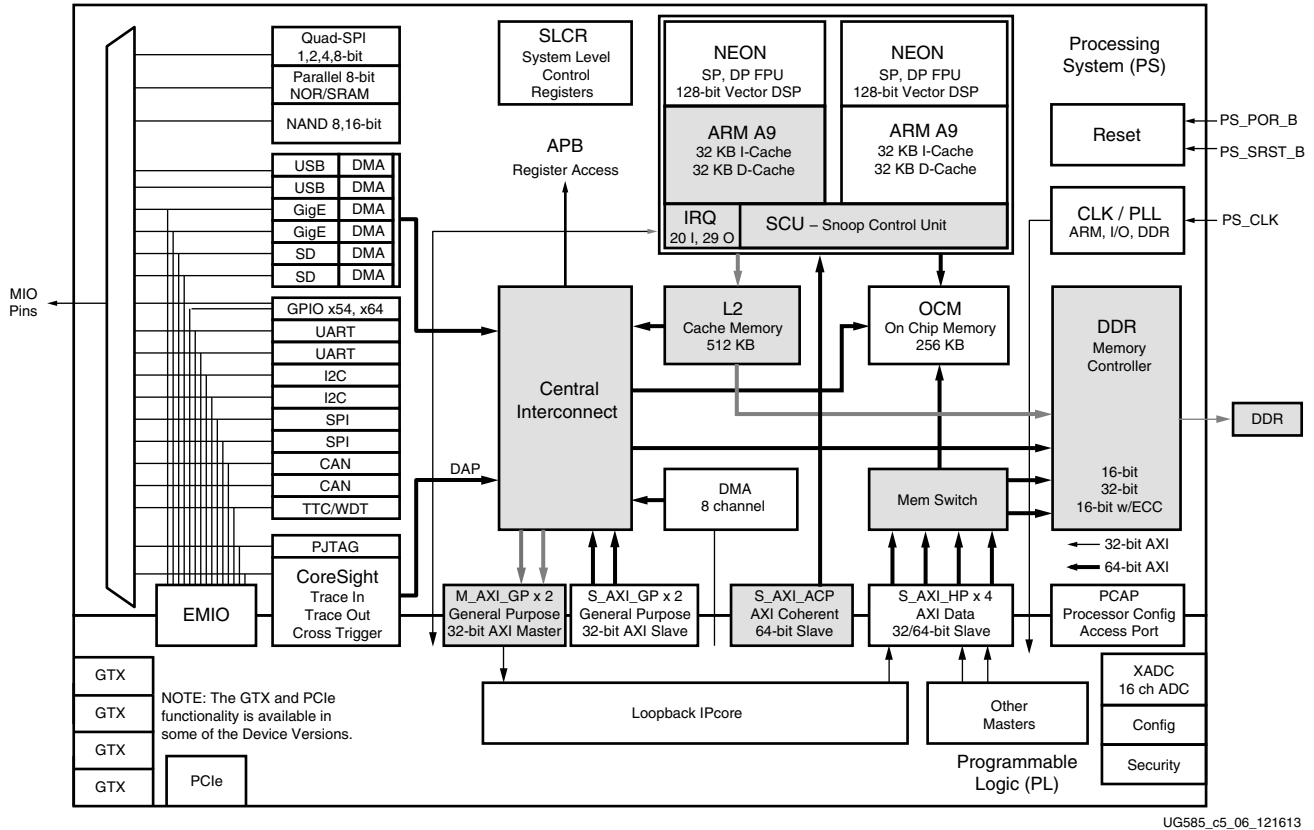 Quad-SPI
1,2,4,8-bit
Parallel 8-bit
NOR/SRAM
NAND 8,16-bit
USB DMA
USB DMA
GigE DMA
GigE DMA
SD DMA
SD DMA
MIO
Pins
GPIO x54, x64
UART
UART
I2C
I2C
SPI
SPI
CAN
CAN
TTC/WDT
PJTAG
CoreSight
Trace In
Trace Out
Cross Trigger
EMIO
SLCR
System Level
Control
Registers
APB
Register Access
NEON
SP, DP FPU
128-bit Vector DSP
NEON
SP, DP FPU
128-bit Vector DSP
ARM A9
32 KB I-Cache
32 KB D-Cache
ARM A9
32 KB I-Cache
32 KB D-Cache
IRQ
20 I, 29 O
SCU – Snoop Control Unit
Processing
System (PS)
Reset
PS_POR_B
PS_SRST_B
CLK / PLL
ARM, I/O, DDR
PS_CLK
L2
Cache Memory
512 KB
OCM
On Chip Memory
256 KB
DDR
Memory
Controller
16-bit
32-bit
16-bit w/ECC
DDR
Central
Interconnect
DAP
DMA
8 channel
Mem Switch
32-bit AXI
64-bit AXI
M_AXI_GP x 2
General Purpose
32-bit AXI Master
S_AXI_GP x 2
General Purpose
32-bit AXI Slave
S_AXI_ACP
AXI Coherent
64-bit Slave
S_AXI_HP x 4
AXI Data
32/64-bit Slave
PCAP
Processor Config
Access Port
GTX
GTX
GTX
GTX
NOTE: The GTX and PCIe
functionality is available in
some of the Device Versions.
PCIe
Loopback IPcore
Other
Masters
Programmable
Logic (PL)
XADC
16 ch ADC
Config
Security
UG585_c5_06_121613